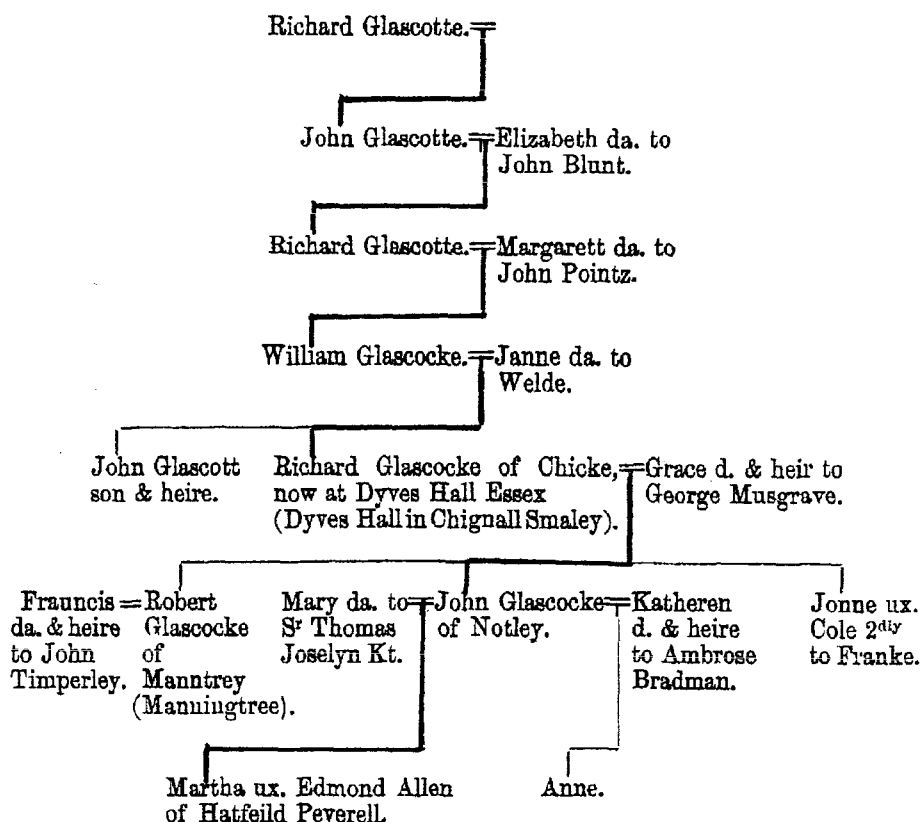 Richard Glascotte.
John Glascotte.=Elizabeth da. to
John Blunt.
Richard Glascotte.=Margarett da. to
John Pointz.
William Glascocke.=Janne da. to
Welde.
John Glascott
son & heire.
Richard Glascocke of Chicke,
now at Dyves Hall Essex
(Dyves Hall in Chignall Smaley).
=Grace d. & heir to
George Musgrave.
Frauncis=Robert
da. & heire
to John
Timperley.
Glascocke
of
Manntrey
(Manningtree).
Mary da. to=John Glascocke=Katheren
Sr Thomas
Joselyn Kt.
of Notley.
d. & heire
to Ambrose
Bradman.
Jonne ux.
Cole 2dly
to Franke.
Martha ux. Edmond Allen
of Hatfeild Peverell.
Anne.